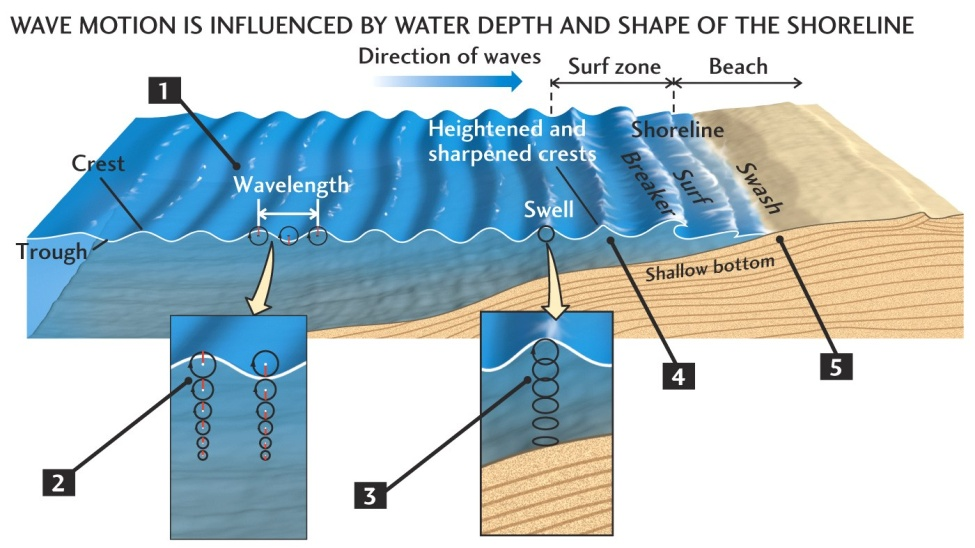 WAVE MOTION IS INFLUENCED BY WATER DEPTH AND SHAPE OF THE SHORELINE
Direction of waves
Surf zone
Beach
1
Heightened and
sharpened crests
Shoreline
Crest
Wavelength
Breaker
Surf
Swash
Swell
Trough
Shallow bottom
5
4
2
3